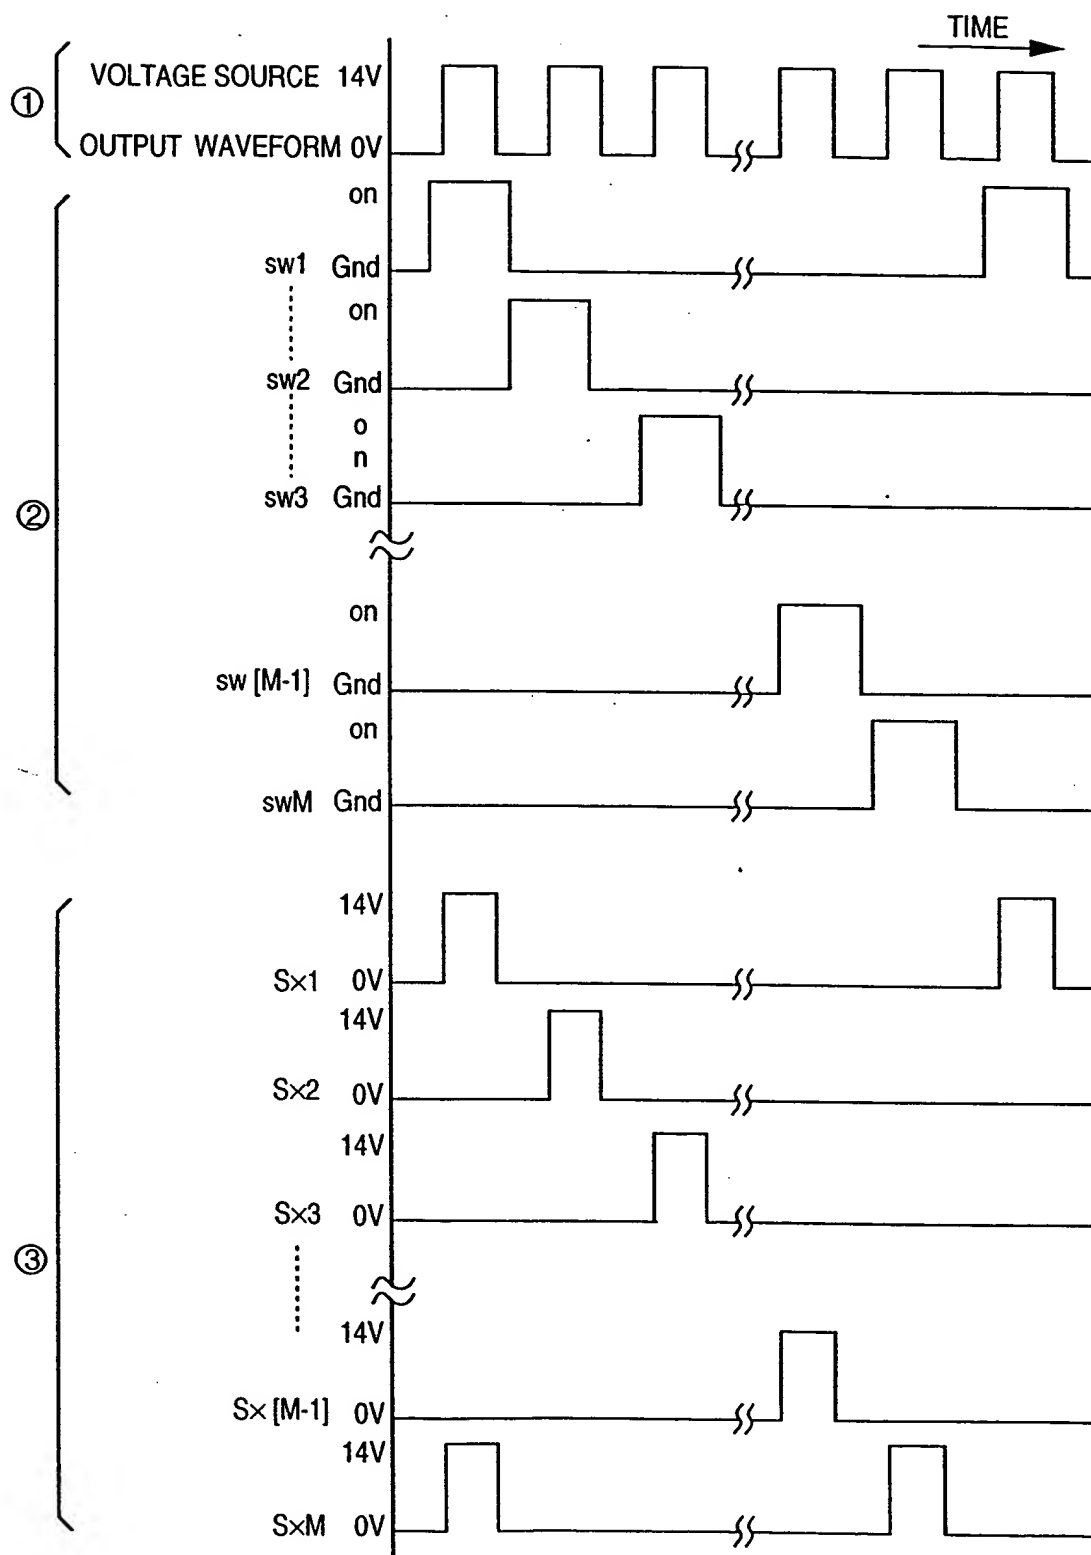 TIME
① VOLTAGE SOURCE 14V
OUTPUT WAVEFORM 0V
on
sw1 Gnd
on
sw2 Gnd
o
n
sw3 Gnd
②
on
sw [M-1] Gnd
on
swM Gnd
14V
S×1 0V
14V
S×2 0V
14V
S×3 0V
③
14V
S× [M-1] 0V
14V
S×M 0V